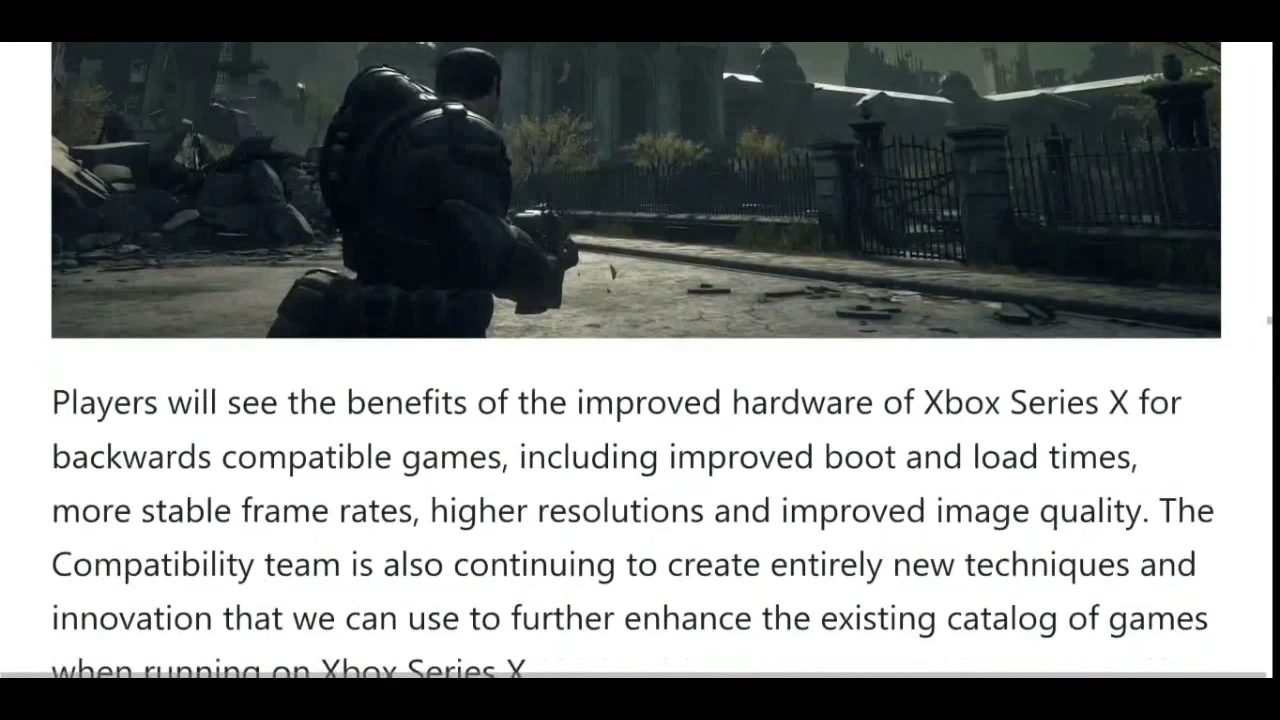 Players will see the benefits of the improved hardware of Xbox Series X for
backwards compatible games, including improved boot and load times,
more stable frame rates, higher resolutions and improved image quality. The
Compatibility team is also continuing to create entirely new techniques and
innovation that we can use to further enhance the existing catalog of games
when running on Xbox Series X